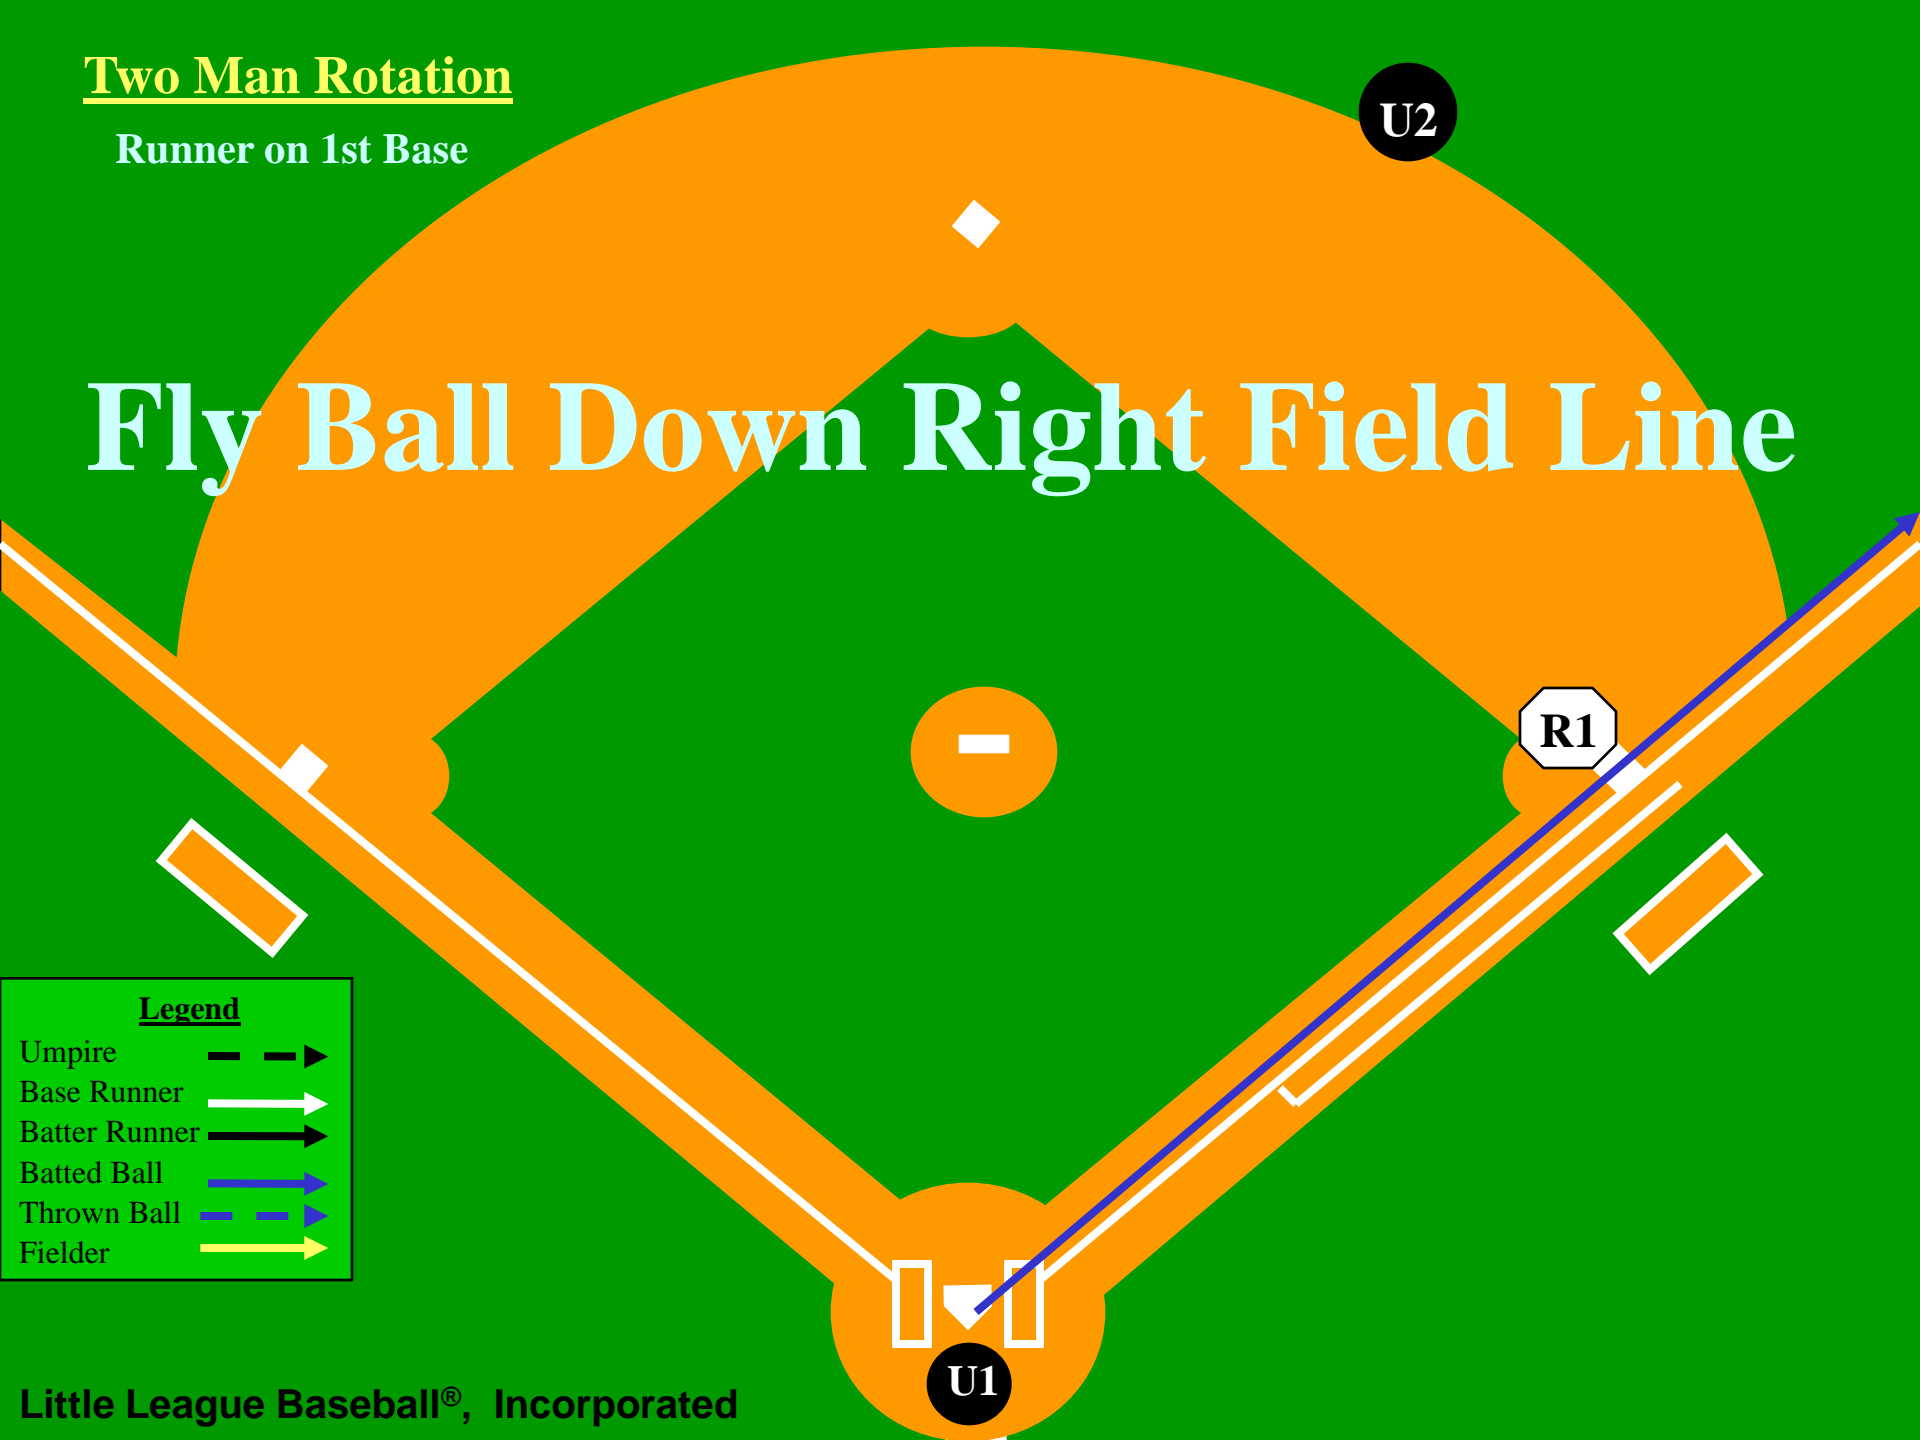 Two Man Rotation
Runner on 1st Base
U2
Fly Ball Down Right Field Line
R1
Legend
Umpire
Base Runner
Batter Runner
Batted Ball
Thrown Ball
Fielder
U1
Little League Baseball®, Incorporated